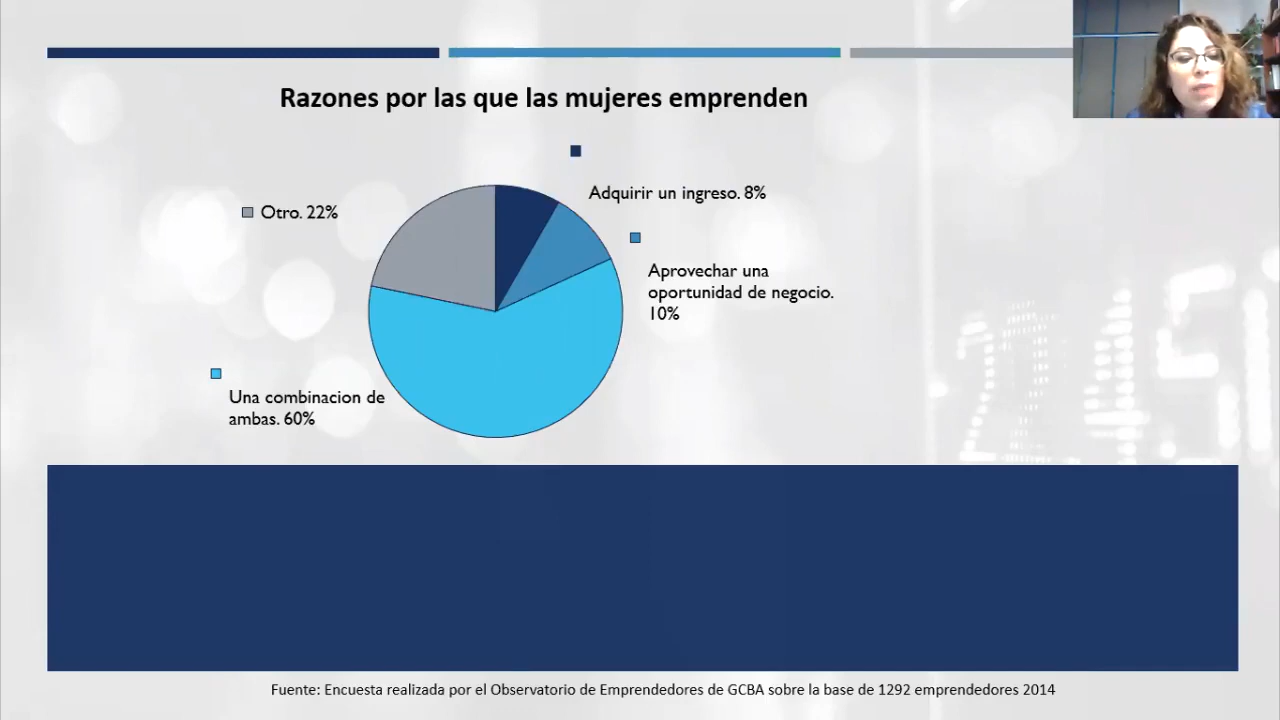 Razones por las que las mujeres emprenden
Adquirir un ingreso. 8%
Otro. 22%
Aprovechar una
oportunidad de negocio.
10%
Una combinacion de
ambas. 60%
Fuente: Encuesta realizada por el Observatorio de Emprendedores de GCBA sobre la base de 1292 emprendedores 2014